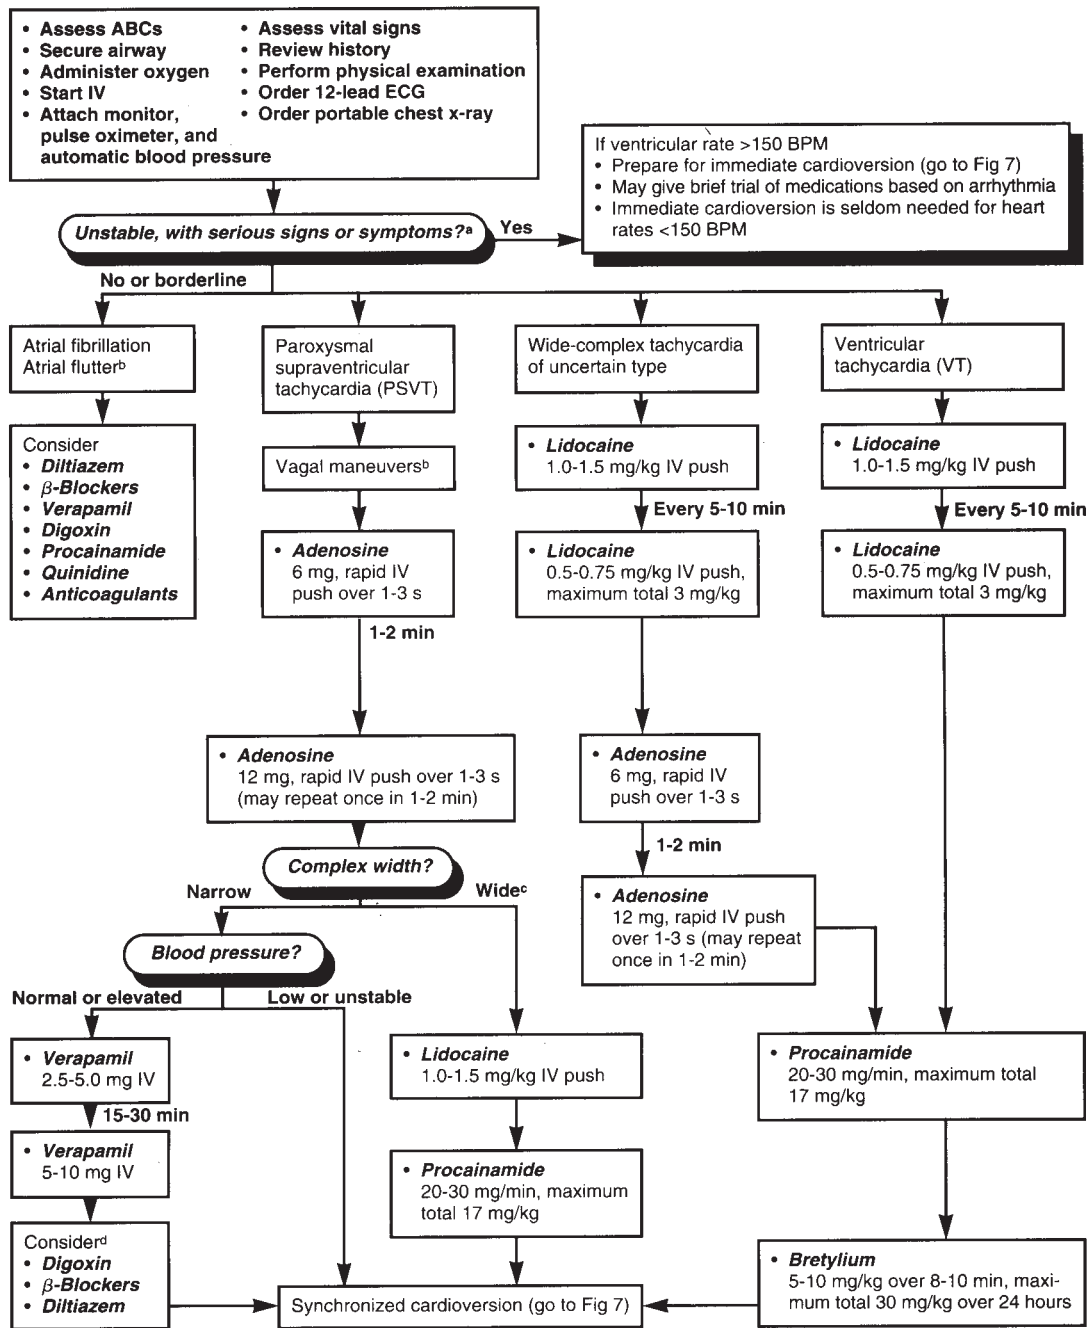 • Assess ABCs
• Secure airway
• Administer oxygen
• Start IV
• Attach monitor,
pulse oximeter, and
automatic blood pressure
• Assess vital signs
• Review history
• Perform physical examination
• Order 12-lead ECG
• Order portable chest x-ray
Unstable, with serious signs or symptoms?ᵃ
Yes
If ventricular rate >150 BPM
• Prepare for immediate cardioversion (go to Fig 7)
• May give brief trial of medications based on arrhythmia
• Immediate cardioversion is seldom needed for heart
rates <150 BPM
No or borderline
Atrial fibrillation
Atrial flutterᵇ
Paroxysmal
supraventricular
tachycardia (PSVT)
Wide-complex tachycardia
of uncertain type
Ventricular
tachycardia (VT)
Consider
• Diltiazem
• β-Blockers
• Verapamil
• Digoxin
• Procainamide
• Quinidine
• Anticoagulants
Vagal maneuversᵇ
• Lidocaine
1.0-1.5 mg/kg IV push
• Lidocaine
1.0-1.5 mg/kg IV push
Every 5-10 min
Every 5-10 min
• Adenosine
6 mg, rapid IV
push over 1-3 s
• Lidocaine
0.5-0.75 mg/kg IV push,
maximum total 3 mg/kg
• Lidocaine
0.5-0.75 mg/kg IV push,
maximum total 3 mg/kg
1-2 min
• Adenosine
12 mg, rapid IV push over 1-3 s
(may repeat once in 1-2 min)
• Adenosine
6 mg, rapid IV
push over 1-3 s
1-2 min
Complex width?
Narrow
Wideᶜ
• Adenosine
12 mg, rapid IV push
over 1-3 s (may repeat
once in 1-2 min)
Blood pressure?
Normal or elevated
Low or unstable
• Verapamil
2.5-5.0 mg IV
• Lidocaine
1.0-1.5 mg/kg IV push
• Procainamide
20-30 mg/min, maximum total
17 mg/kg
15-30 min
• Verapamil
5-10 mg IV
• Procainamide
20-30 mg/min, maximum
total 17 mg/kg
Considerᵈ
• Digoxin
• β-Blockers
• Diltiazem
Synchronized cardioversion (go to Fig 7)
• Bretylium
5-10 mg/kg over 8-10 min, maxi-
mum total 30 mg/kg over 24 hours